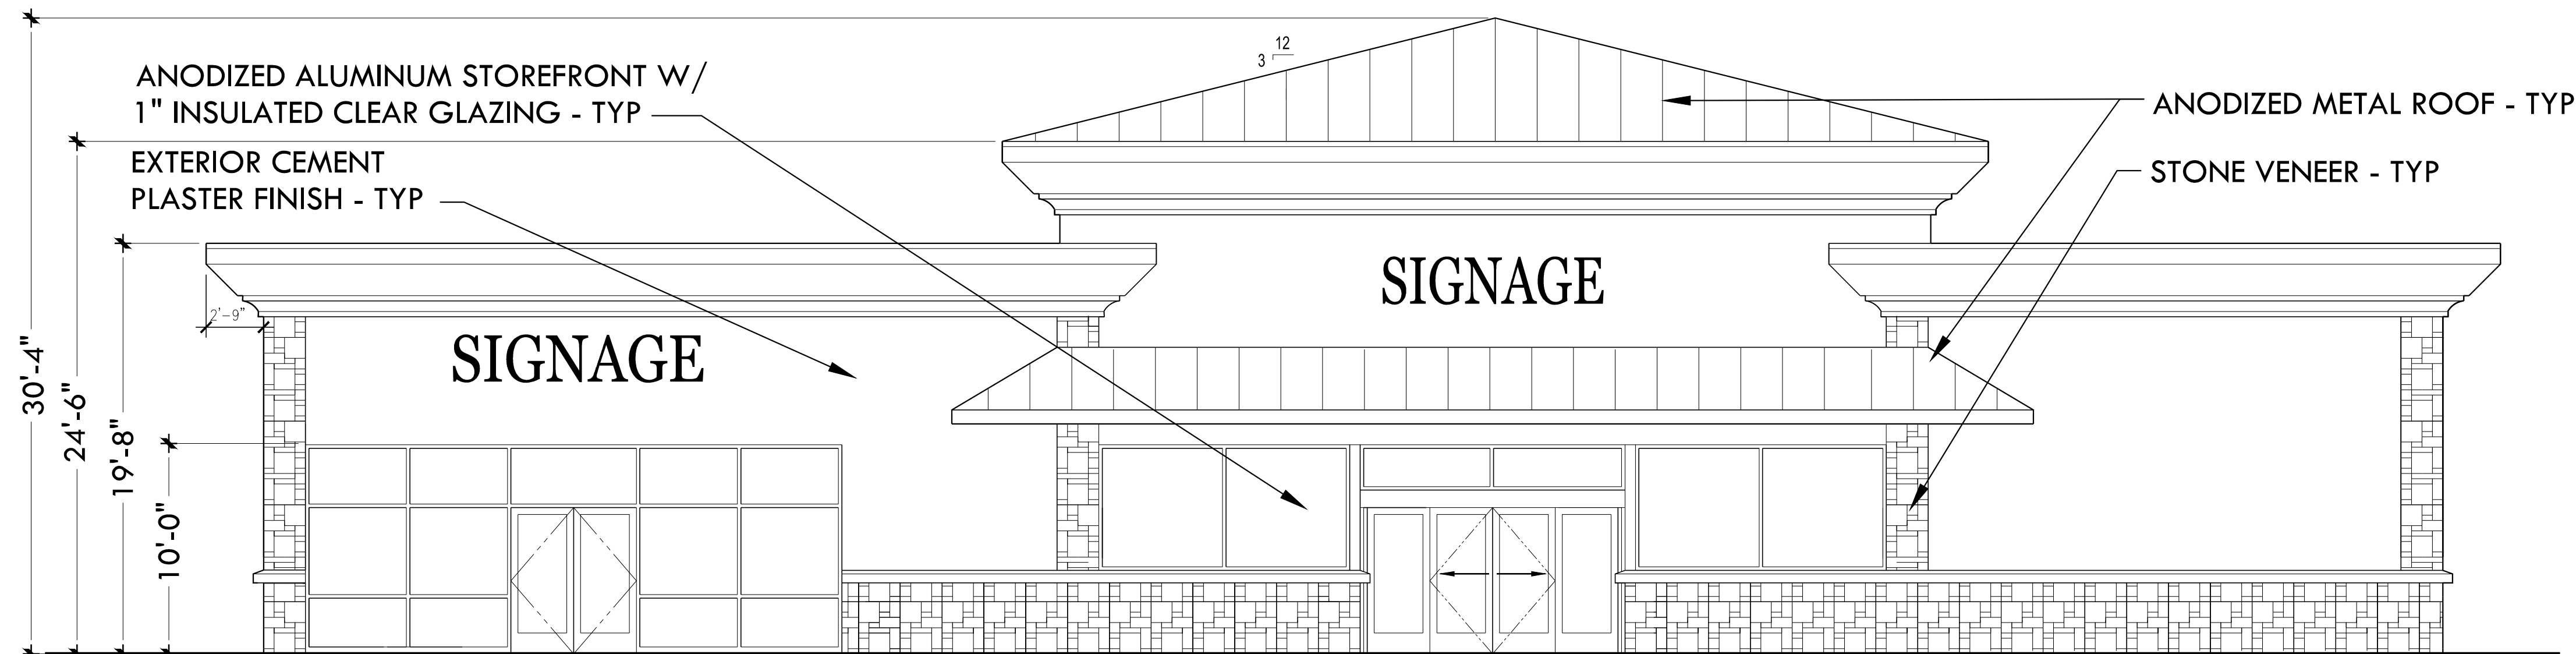 12
3
ANODIZED ALUMINUM STOREFRONT W/
1" INSULATED CLEAR GLAZING - TYP
ANODIZED METAL ROOF - TYP
EXTERIOR CEMENT
PLASTER FINISH - TYP
STONE VENEER - TYP
SIGNAGE
2'-9"
SIGNAGE
30'-4"
24'-6"
19'-8"
10'-0"